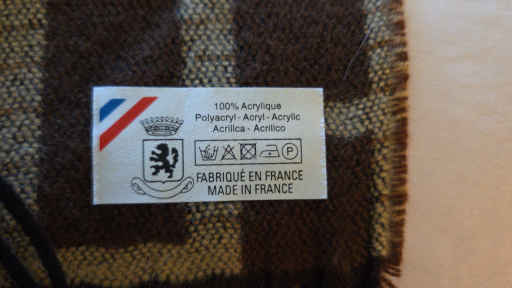 100% Acrylique
Polyacryl - Acryl - Acrylic
Acrilica - Acrilico
P
FABRIQUÉ EN FRANCE
MADE IN FRANCE